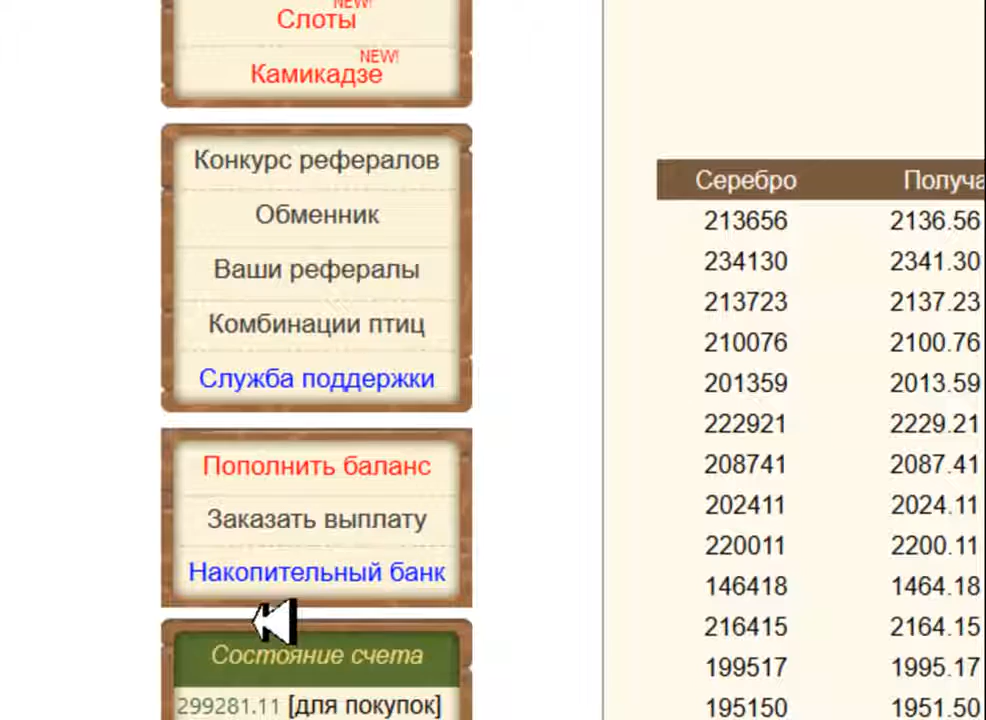 NEW!
Слоты
NEW!
Камикадзе
Конкурс рефералов
Обменник
Ваши рефералы
Комбинации птиц
Служба поддержки
Пополнить баланс
Заказать выплату
Накопительный банк
Состояние счета
299281.11 [для покупок]
Серебро Получа
213656 2136.56
234130 2341.30
213723 2137.23
210076 2100.76
201359 2013.59
222921 2229.21
208741 2087.41
202411 2024.11
220011 2200.11
146418 1464.18
216415 2164.15
199517 1995.17
195150 1951.50